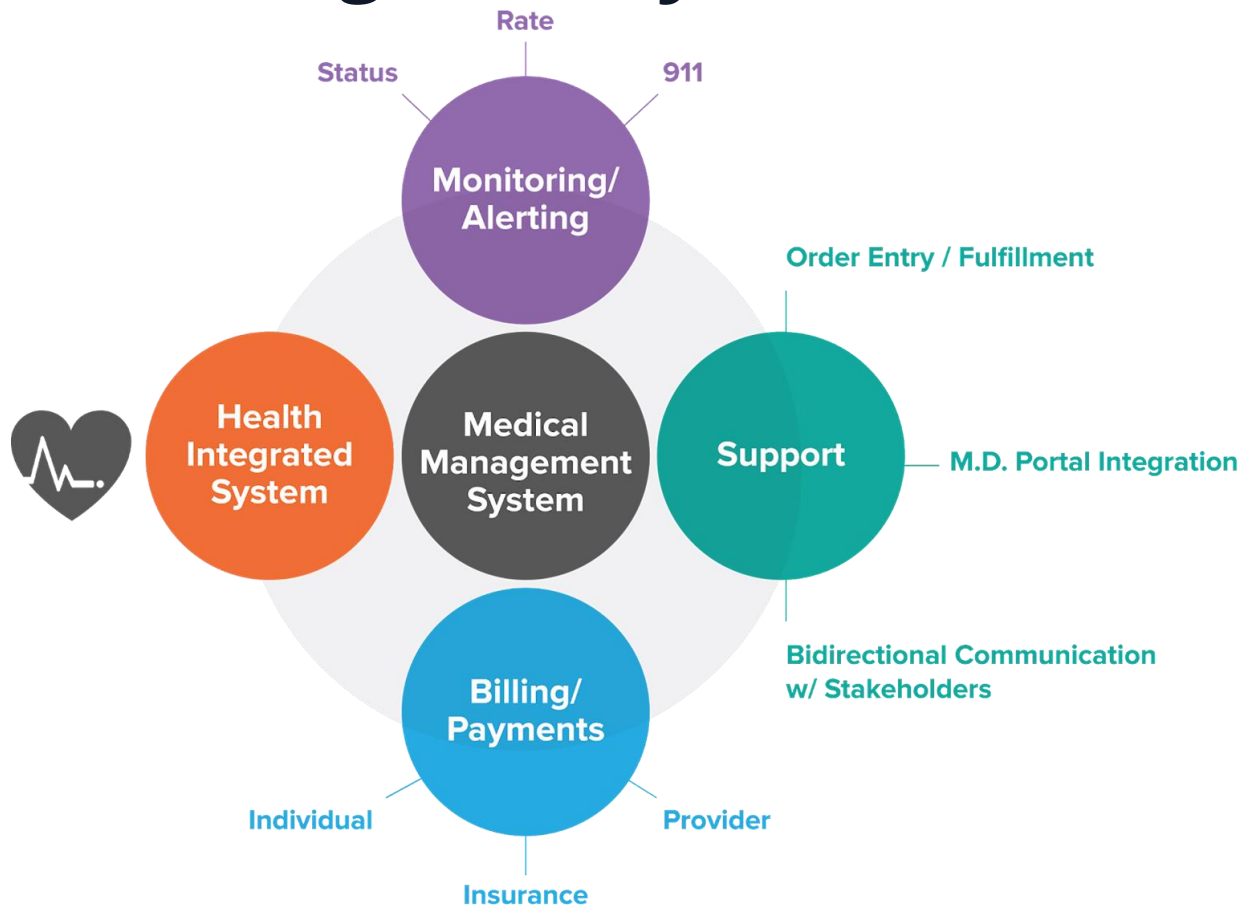 Rate
Status
911
Monitoring/
Alerting
Order Entry / Fulfillment
Health
Integrated
System
Medical
Management
System
Support
M.D. Portal Integration
Bidirectional Communication
w/ Stakeholders
Billing/
Payments
Individual
Provider
Insurance